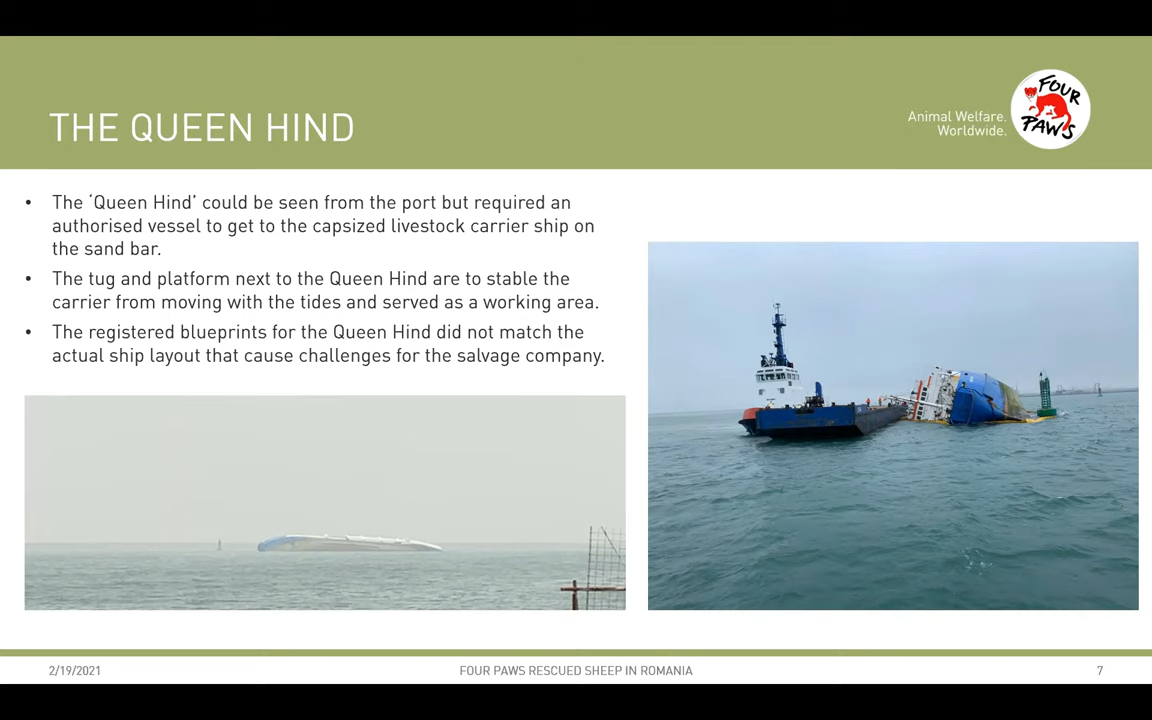 THE QUEEN HIND
Animal Welfare.
Worldwide.
FOUR
PAWS
• The ‘Queen Hind’ could be seen from the port but required an
authorised vessel to get to the capsized livestock carrier ship on
the sand bar.
• The tug and platform next to the Queen Hind are to stable the
carrier from moving with the tides and served as a working area.
• The registered blueprints for the Queen Hind did not match the
actual ship layout that cause challenges for the salvage company.
2/19/2021
FOUR PAWS RESCUED SHEEP IN ROMANIA
7